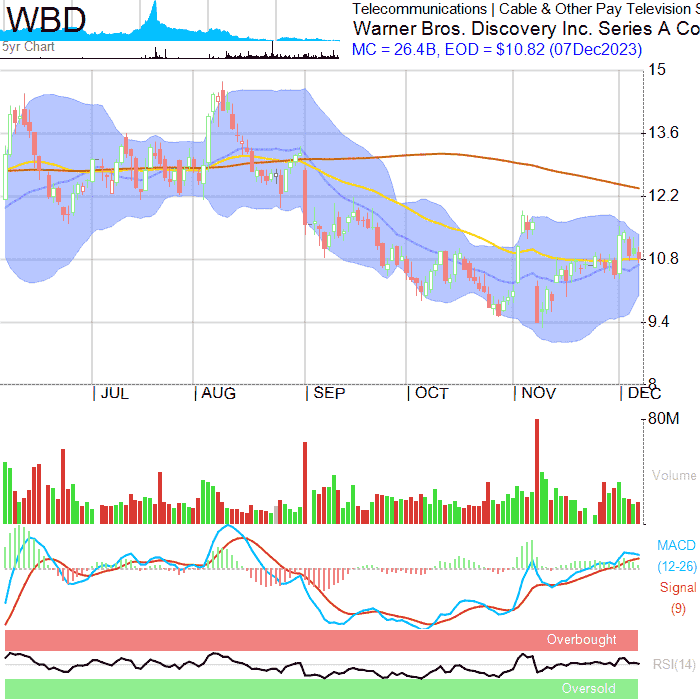 WBD
5yr Chart
Telecommunications | Cable & Other Pay Television S
Warner Bros. Discovery Inc. Series A Co
MC = 26.4B, EOD = $10.82 (07Dec2023)
15
13.6
12.2
10.8
9.4
8
JUL
AUG
SEP
OCT
NOV
DEC
80M
Volume
MACD
(12-26)
Signal
(9)
Overbought
RSI(14)
Oversold